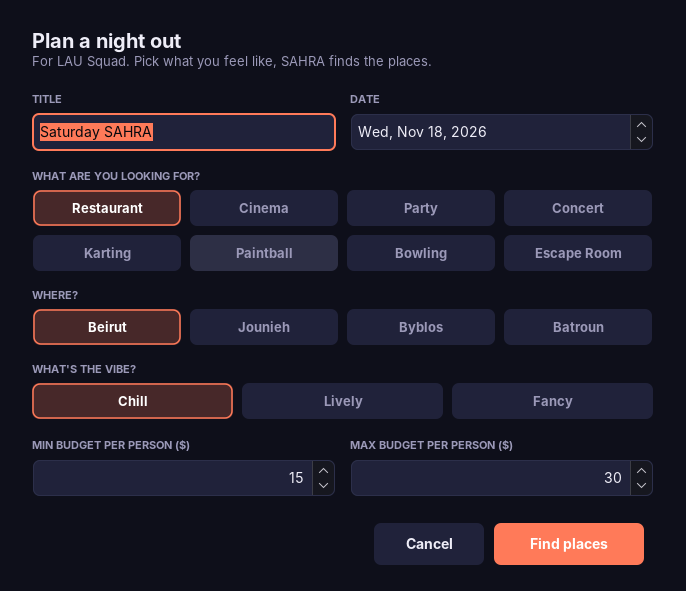 Plan a night out
For LAU Squad. Pick what you feel like, SAHRA finds the places.
TITLE DATE
Saturday SAHRA Wed, Nov 18, 2026
WHAT ARE YOU LOOKING FOR?
Restaurant Cinema Party Concert
Karting Paintball Bowling Escape Room
WHERE?
Beirut Jounieh Byblos Batroun
WHAT'S THE VIBE?
Chill Lively Fancy
MIN BUDGET PER PERSON ($) MAX BUDGET PER PERSON ($)
15 30
Cancel Find places